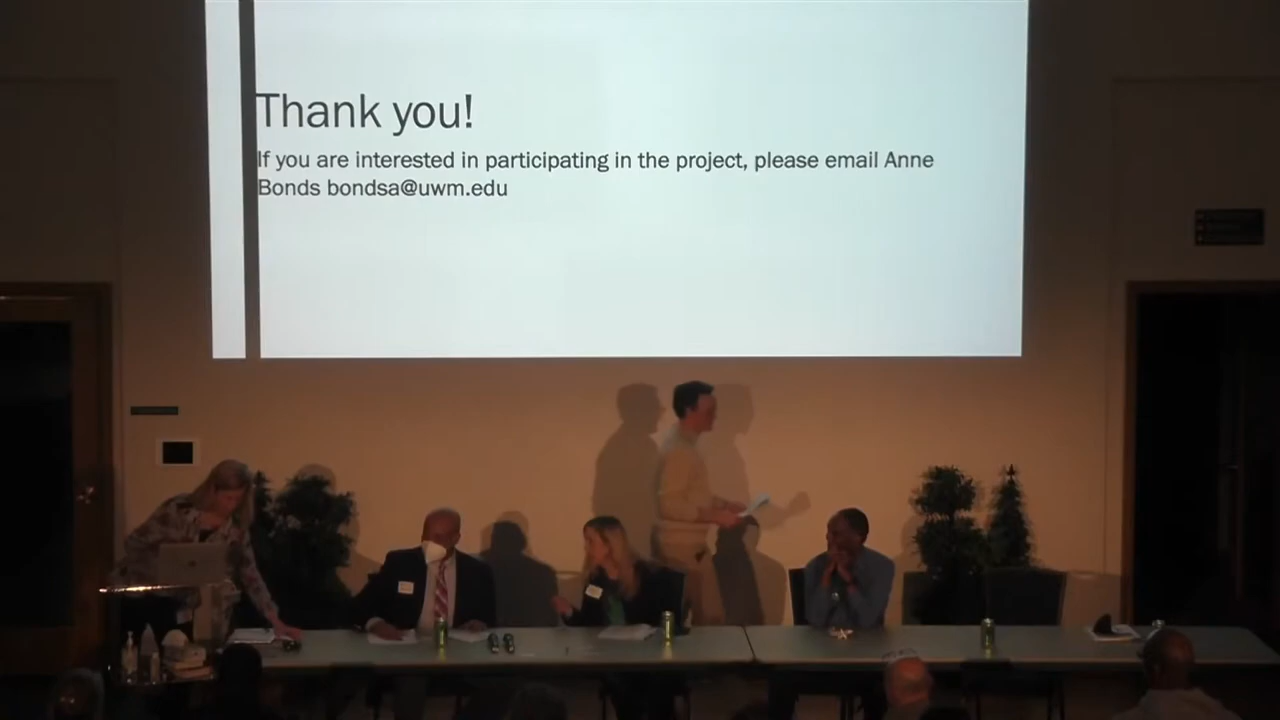 Thank you!
If you are interested in participating in the project, please email Anne
Bonds bondsa@uwm.edu